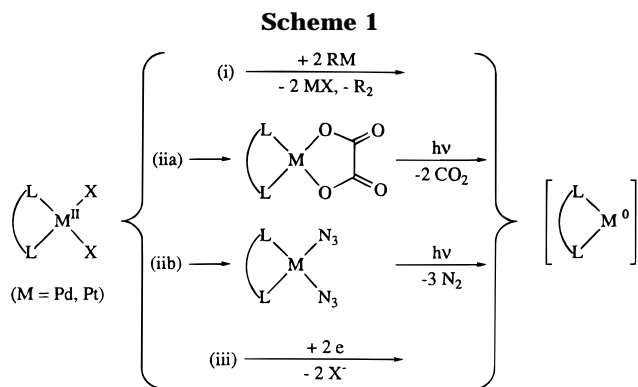 Scheme 1
(i) + 2 RM
- 2 MX, - R₂
(iia) L L M O O O O hν
-2 CO₂
L L M^II X X
(M = Pd, Pt)
(iib) L L M N₃ N₃ hν
-3 N₂
L L M⁰
(iii) + 2 e
- 2 X⁻